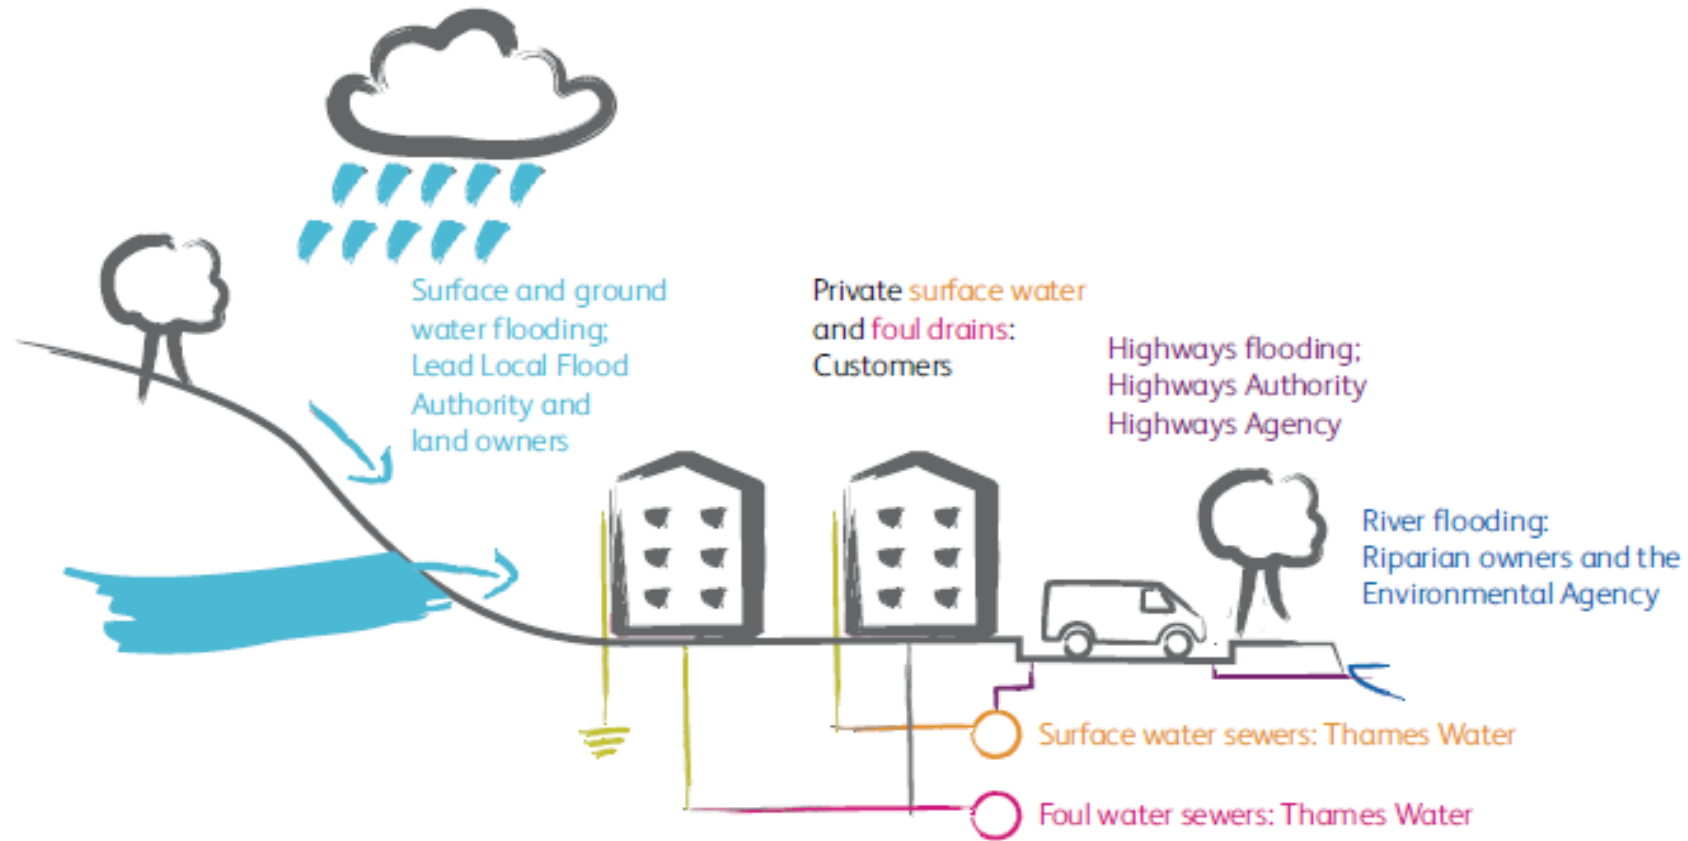 Surface and ground
water flooding;
Lead Local Flood
Authority and
land owners
Private surface water
and foul drains:
Customers
Highways flooding;
Highways Authority
Highways Agency
River flooding:
Riparian owners and the
Environmental Agency
Surface water sewers: Thames Water
Foul water sewers: Thames Water